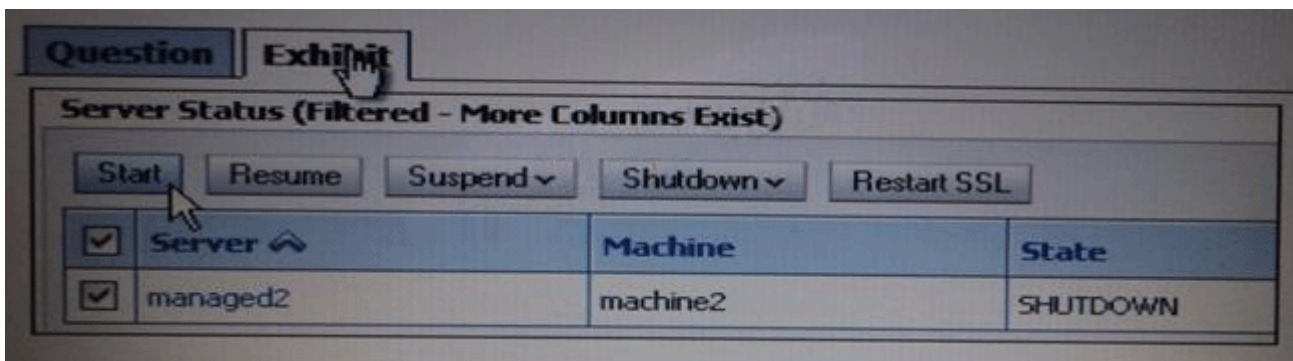 Question Exhibit
Server Status (Filtered - More Columns Exist)
Start Resume Suspend Shutdown Restart SSL
Server Machine State
managed2 machine2 SHUTDOWN